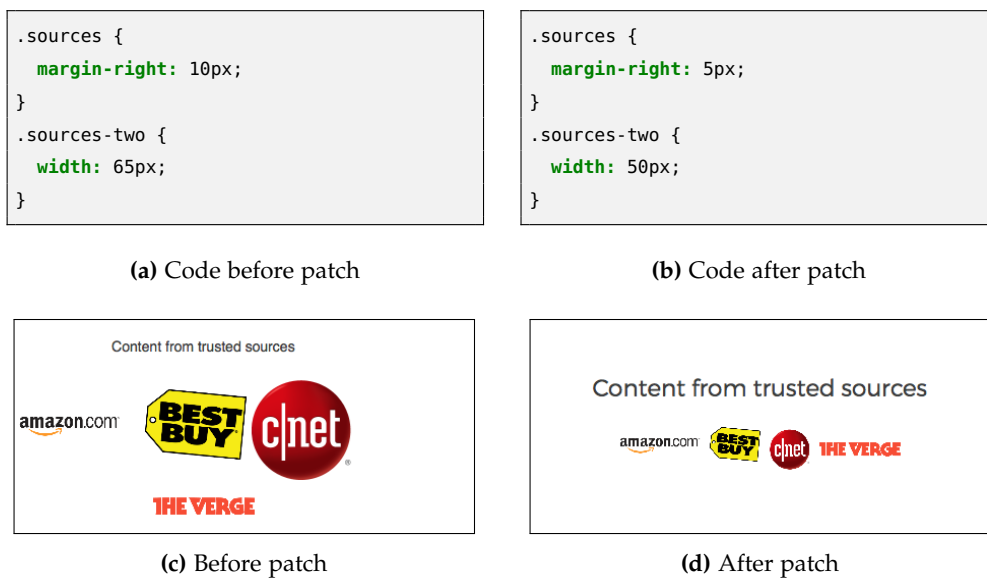 .sources {
margin-right: 10px;
}
.sources-two {
width: 65px;
}
(a) Code before patch
.sources {
margin-right: 5px;
}
.sources-two {
width: 50px;
}
(b) Code after patch
Content from trusted sources
amazon.com
BEST
BUY
c|net
THE VERGE
(c) Before patch
Content from trusted sources
amazon.com
BEST
BUY
c|net
THE VERGE
(d) After patch